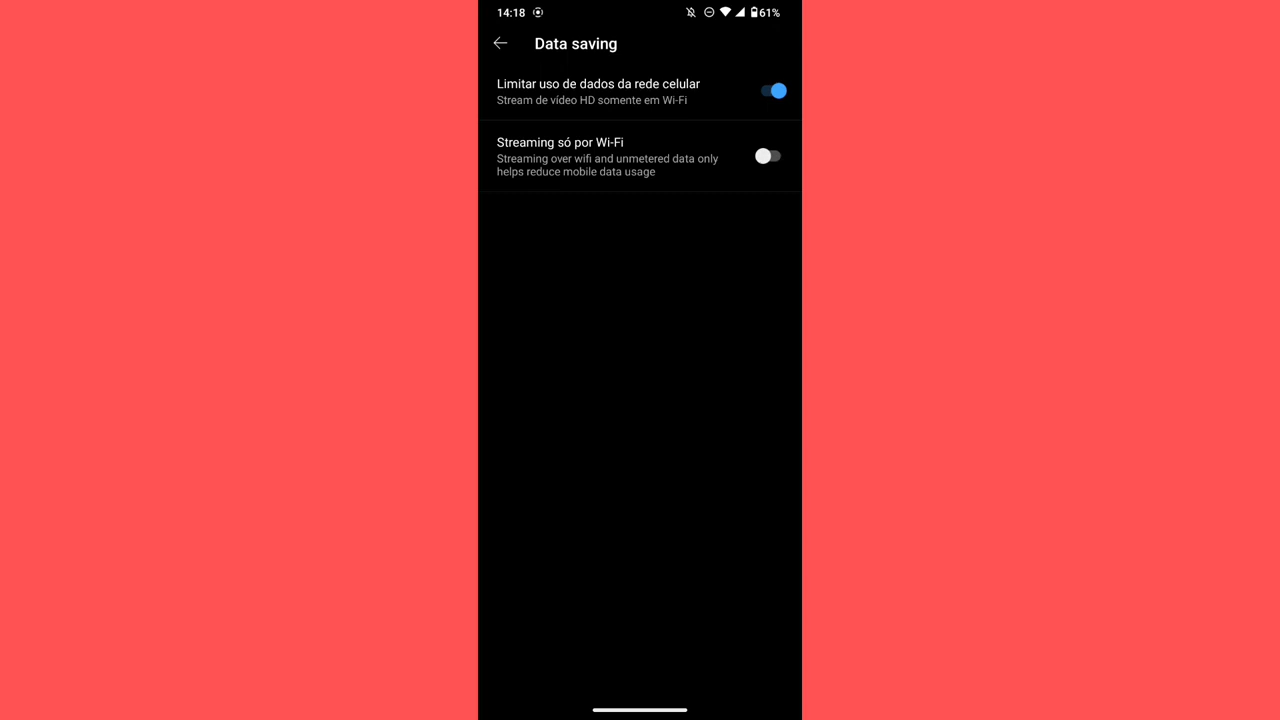 14:18
61%
Data saving
Limitar uso de dados da rede celular
Stream de vídeo HD somente em Wi-Fi
Streaming só por Wi-Fi
Streaming over wifi and unmetered data only
helps reduce mobile data usage